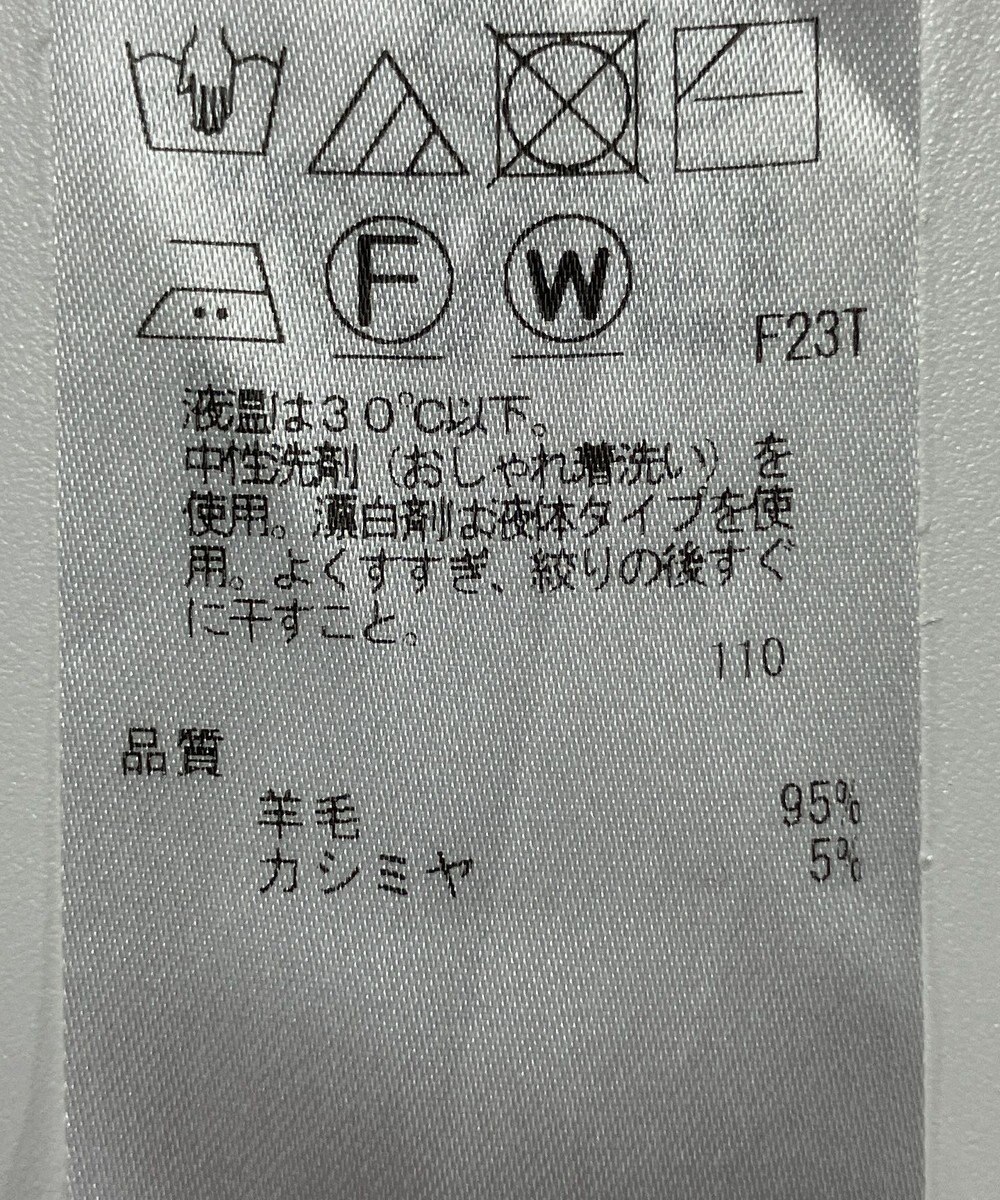 F
W
F23T
液温は30℃以下。
中性洗剤（おしゃれ着洗い）を
使用。漂白剤は液体タイプを使
用。よくすすぎ、絞りの後すぐ
に干すこと。
110
品質
羊毛 95%
カシミヤ 5%